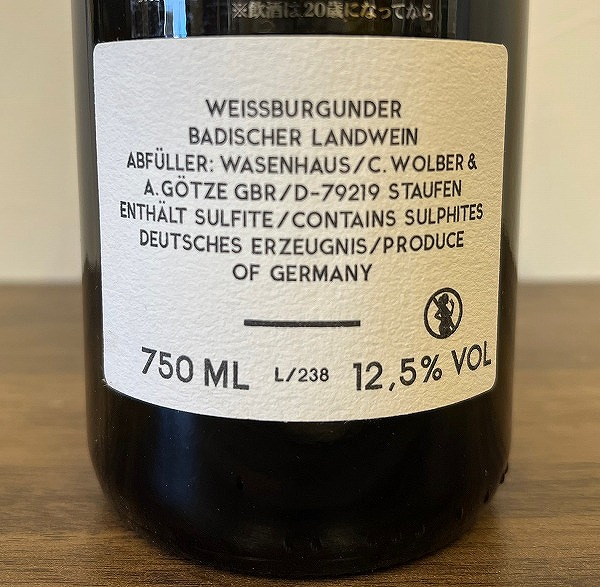 ※飲酒は20歳になってから
WEISSBURGUNDER
BADISCHER LANDWEIN
ABFÜLLER: WASENHAUS/C. WOLBER &
A. GÖTZE GBR/D-79219 STAUFEN
ENTHÄLT SULFITE/CONTAINS SULPHITES
DEUTSCHES ERZEUGNIS/PRODUCE
OF GERMANY
750 ML L/238 12,5% VOL